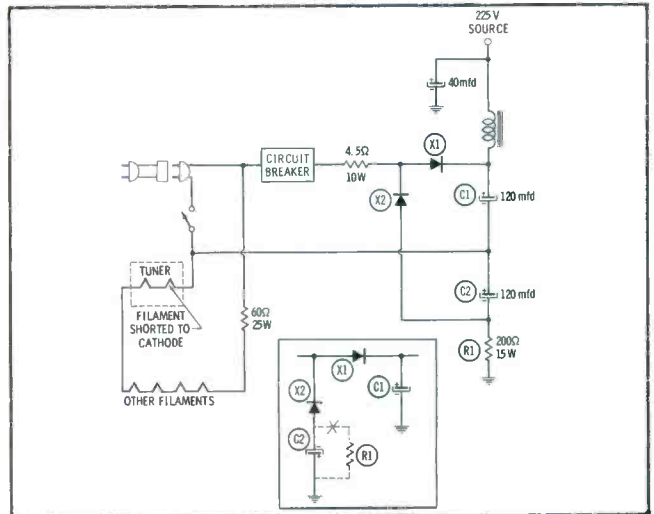 225 V
SOURCE
40mfd
4.5Ω
10W
CIRCUIT
BREAKER
X1
X2
C1
120 mfd
C2
120 mfd
TUNER
FILAMENT
SHORTED TO
CATHODE
60Ω
25W
R1
200Ω
15 W
OTHER FILAMENTS
X1
X2
C1
C2
R1